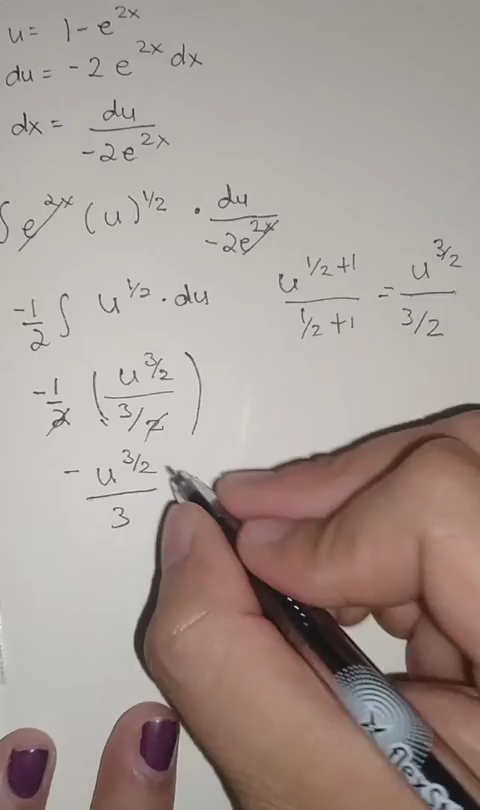 u = 1 - e^2x
du = -2 e^2x dx
dx = du / -2e^2x
∫ e^2x (u)^1/2 · du / -2e^2x
-1/2 ∫ u^1/2 · du
u^1/2+1 / 1/2+1 = u^3/2 / 3/2
-1/2 (u^3/2 / 3/2)
- u^3/2 / 3